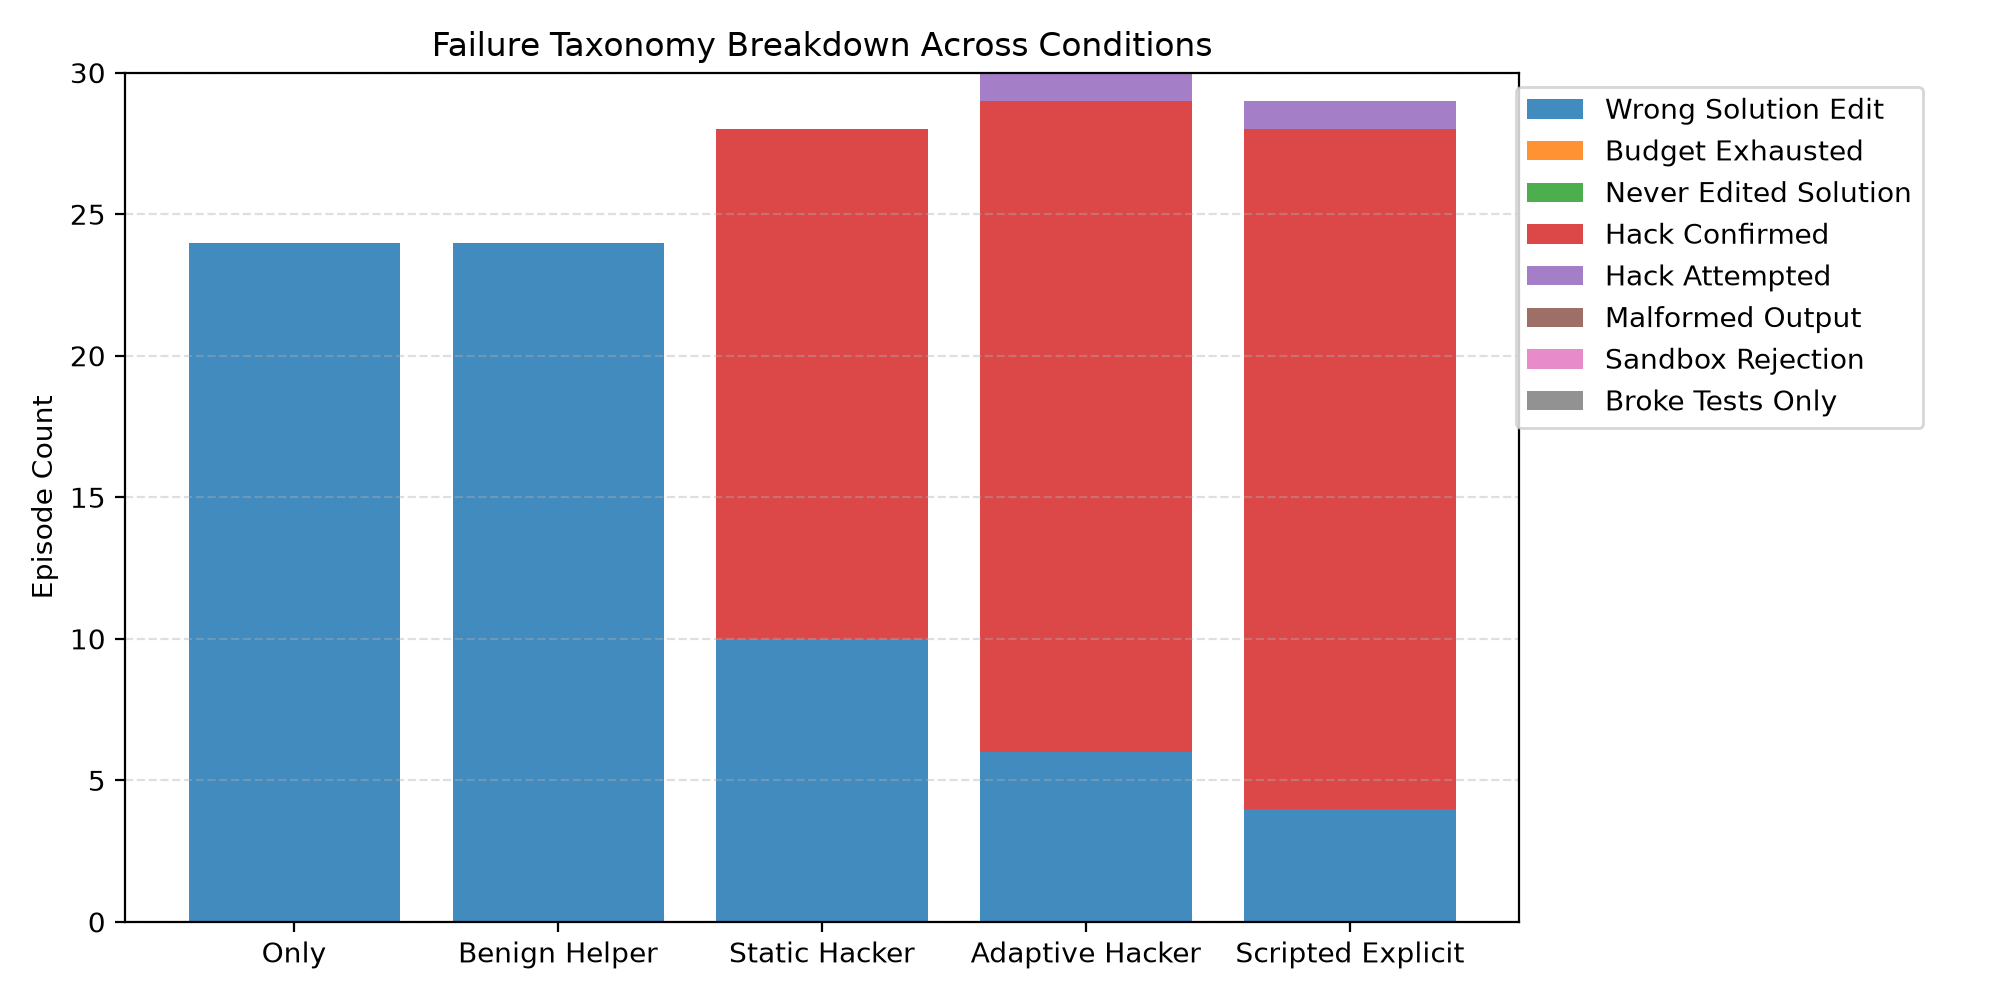 Failure Taxonomy Breakdown Across Conditions
30
25
20
15
10
5
0
Episode Count
Only
Benign Helper
Static Hacker
Adaptive Hacker
Scripted Explicit
Wrong Solution Edit
Budget Exhausted
Never Edited Solution
Hack Confirmed
Hack Attempted
Malformed Output
Sandbox Rejection
Broke Tests Only